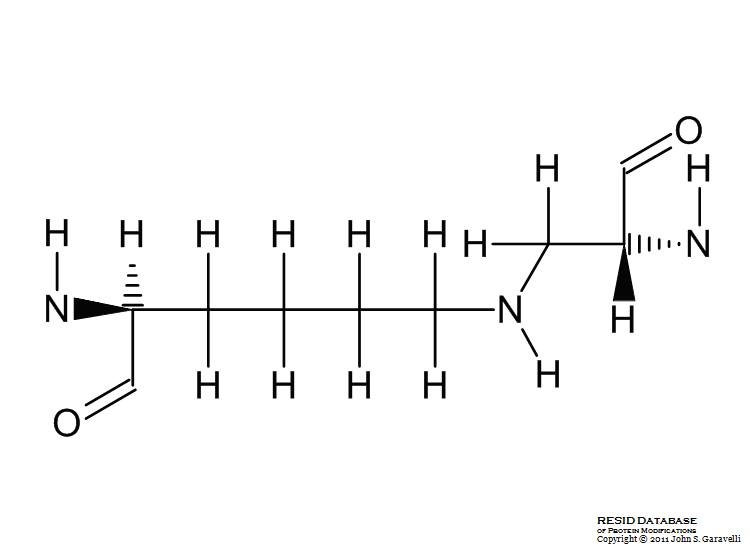 O
H H
H H H H H H H
N N
N
H
H H H H H
O
RESID DATABASE
OF PROTEIN MODIFICATIONS
Copyright © 2011 John S. Garavelli